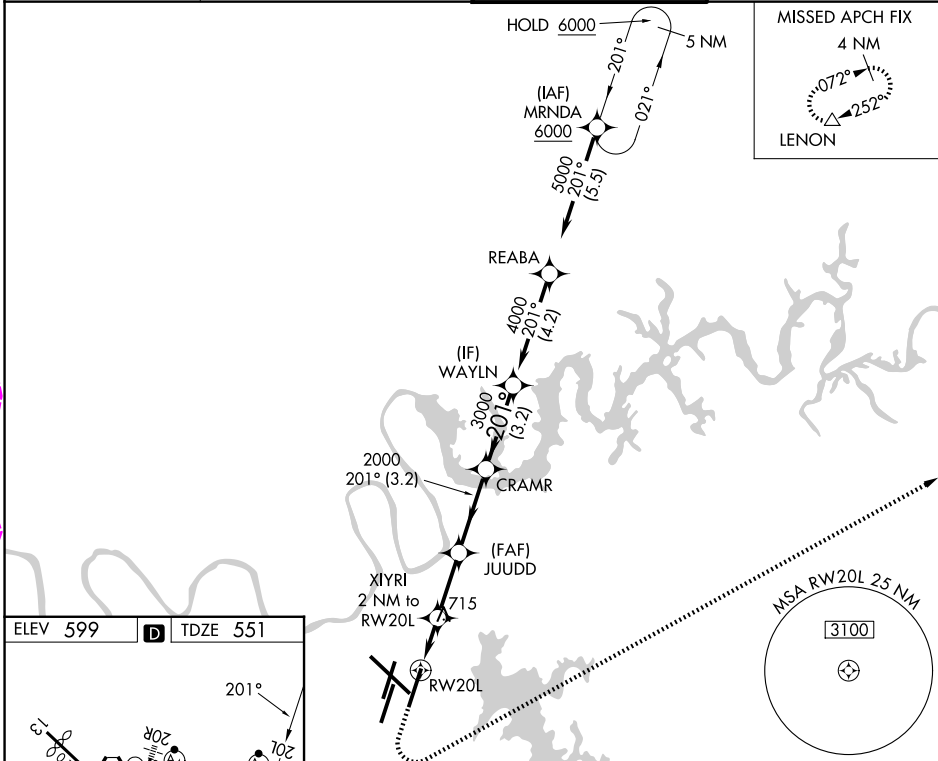 HOLD 6000
5 NM
201°
021°
(IAF)
MRNDA
6000
5000
201°
(5.5)
REABA
4000
201°
(4.2)
(IF)
WAYLN
3000
201°
(3.2)
2000
201° (3.2)
CRAMR
(FAF)
JUUDD
XIYRI
2 NM to
RW20L
715
RW20L
MISSED APCH FIX
4 NM
072°
252°
LENON
MSA RW20L 25 NM
3100
ELEV 599
D
TDZE 551
201°
13
20R
20L
A